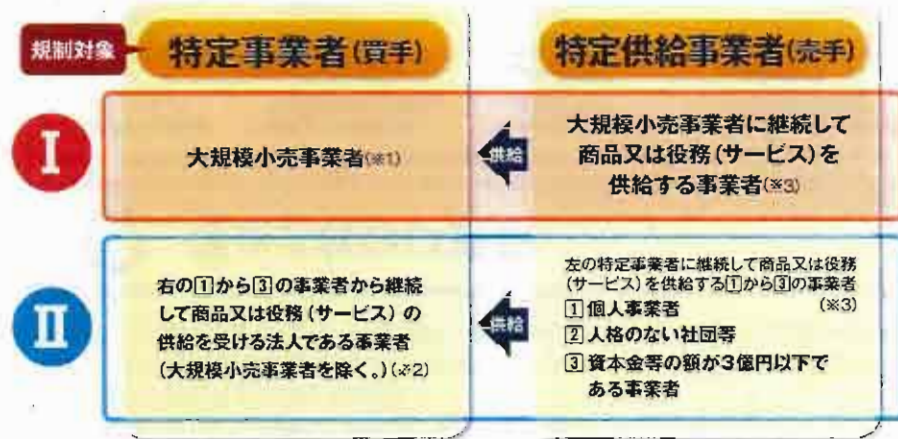 規制対象
特定事業者(買手)
特定供給事業者(売手)
I
大規模小売事業者(※1)
供給
大規模小売事業者に継続して
商品又は役務(サービス)を
供給する事業者(※3)
II
右の1から3の事業者から継続
して商品又は役務(サービス)の
供給を受ける法人である事業者
(大規模小売事業者を除く。)(※2)
供給
左の特定事業者に継続して商品又は役務
(サービス)を供給する1から3の事業者
(※3)
1 個人事業者
2 人格のない社団等
3 資本金等の額が3億円以下で
ある事業者